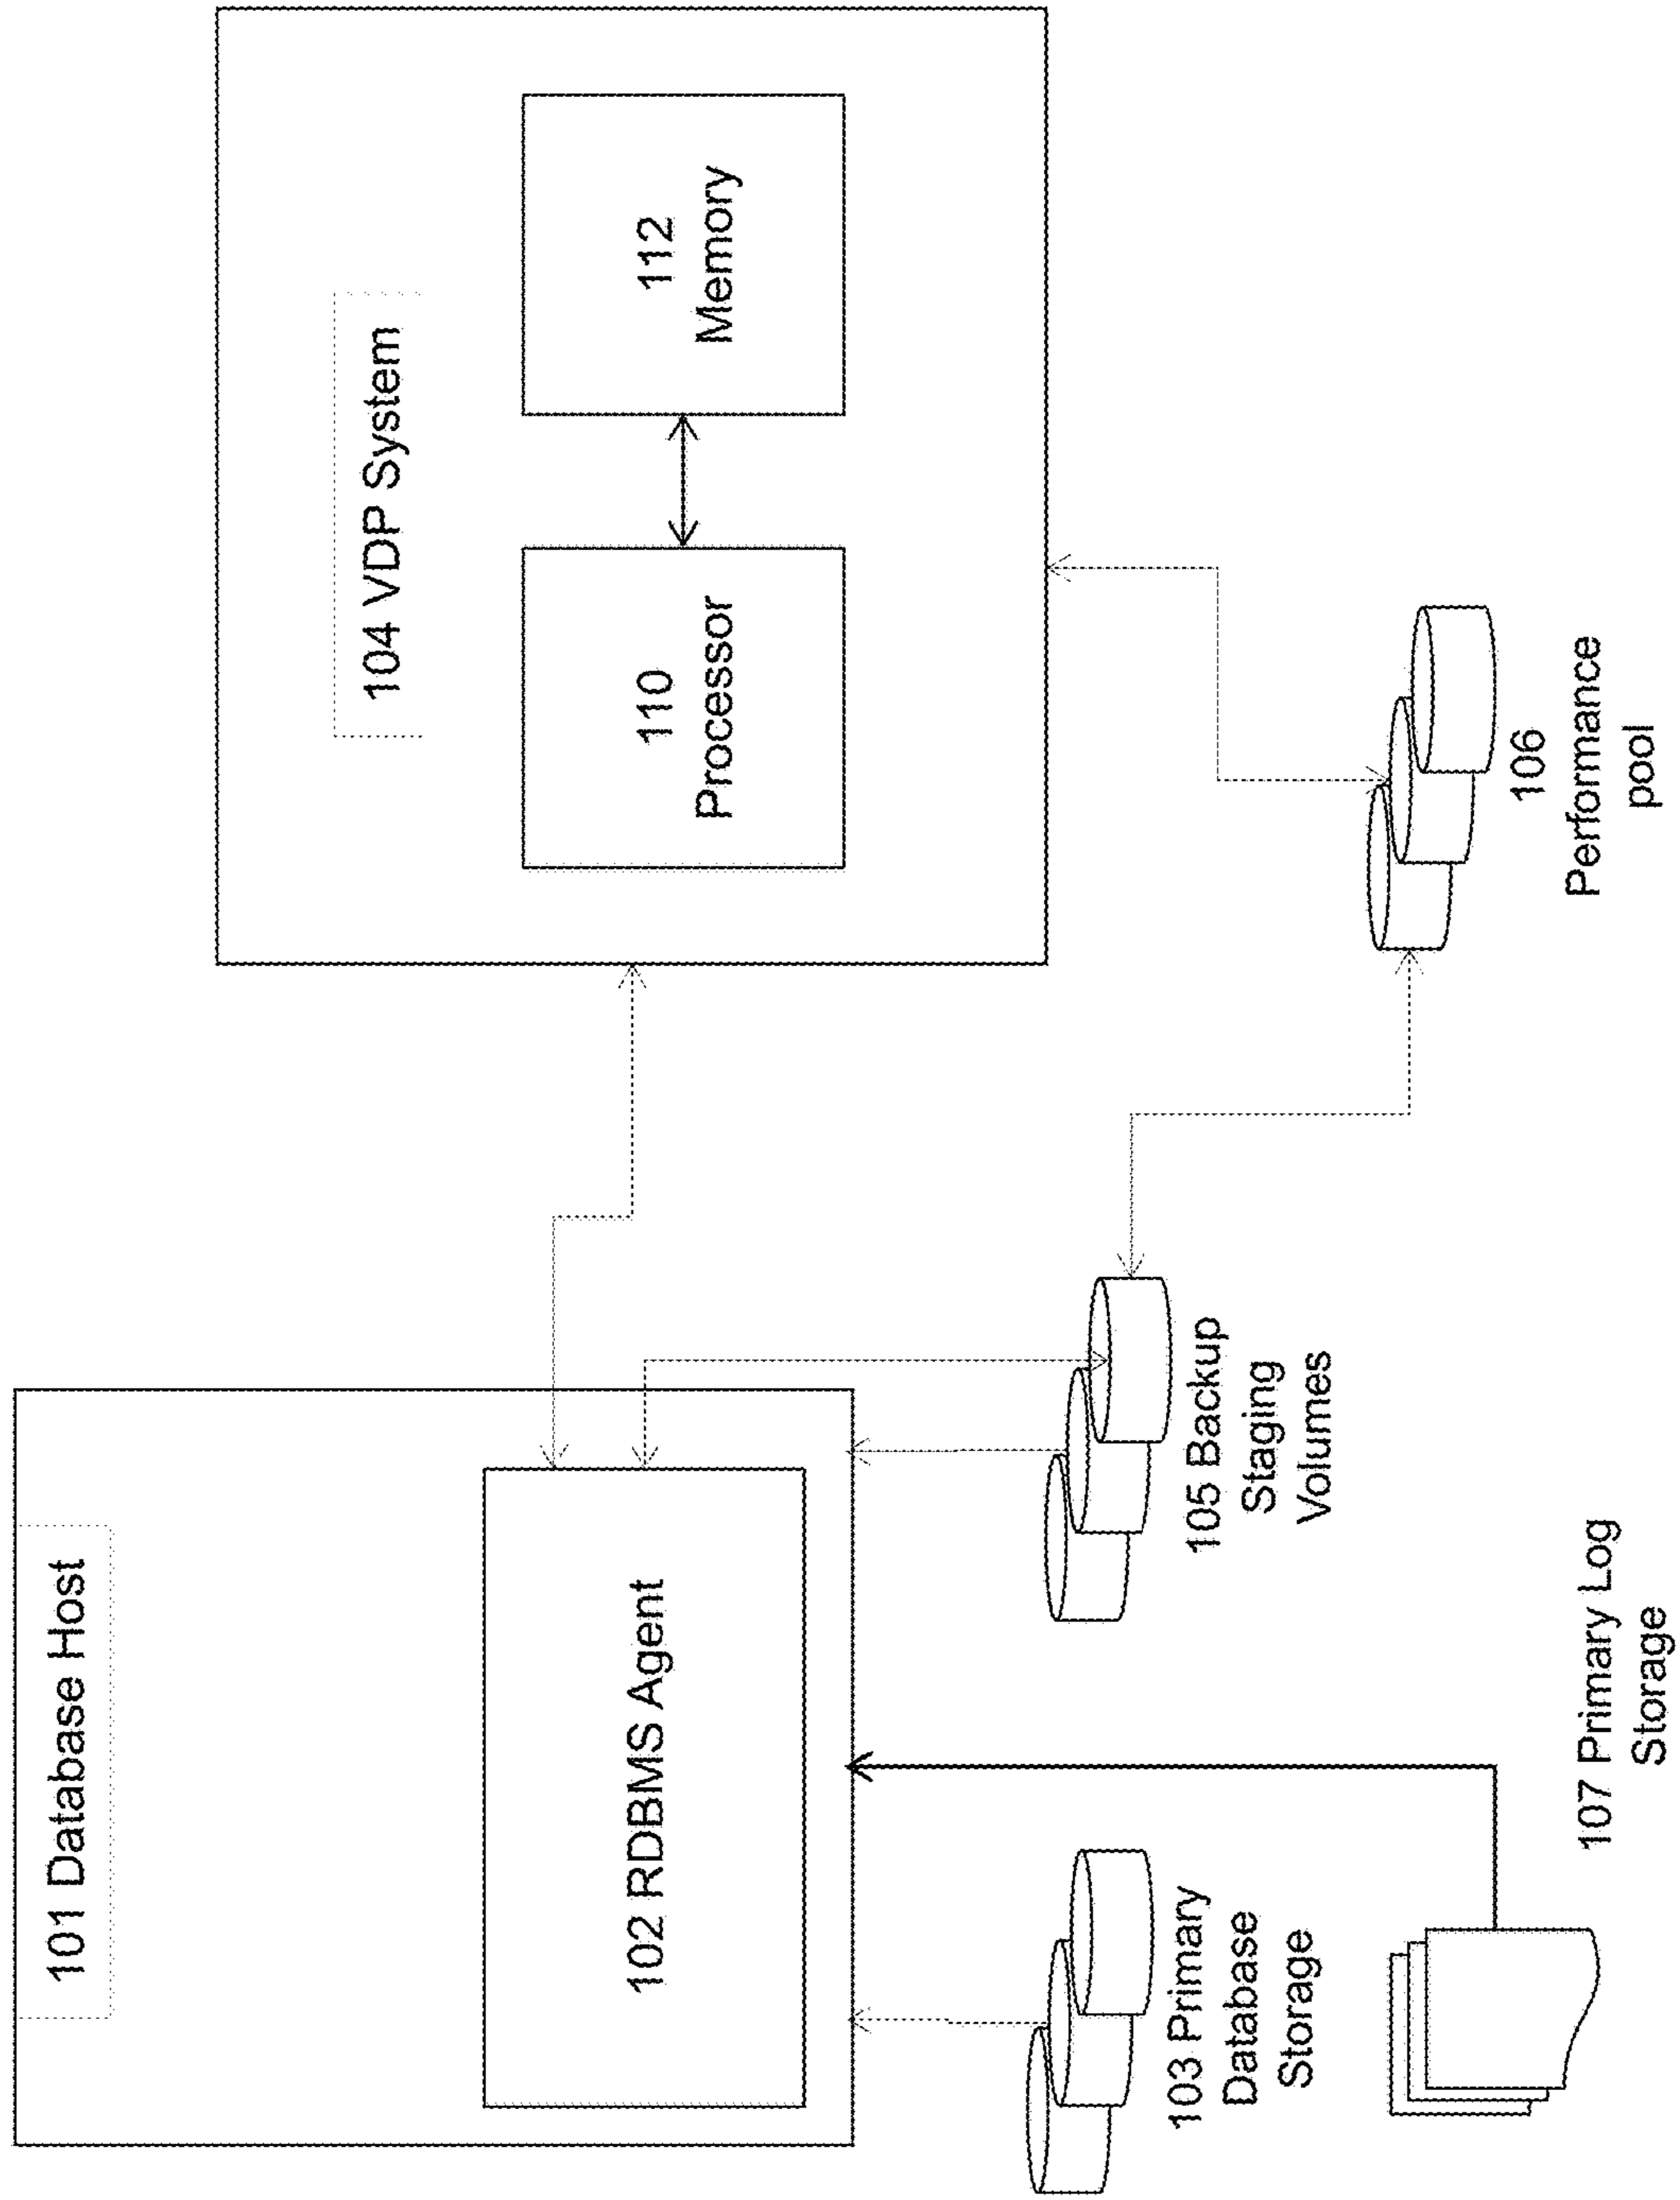 101 Database Host
102 RDBMS Agent
103 Primary
Database
Storage
107 Primary Log
Storage
105 Backup
Staging
Volumes
104 VDP System
110
Processor
112
Memory
106
Performance
pool